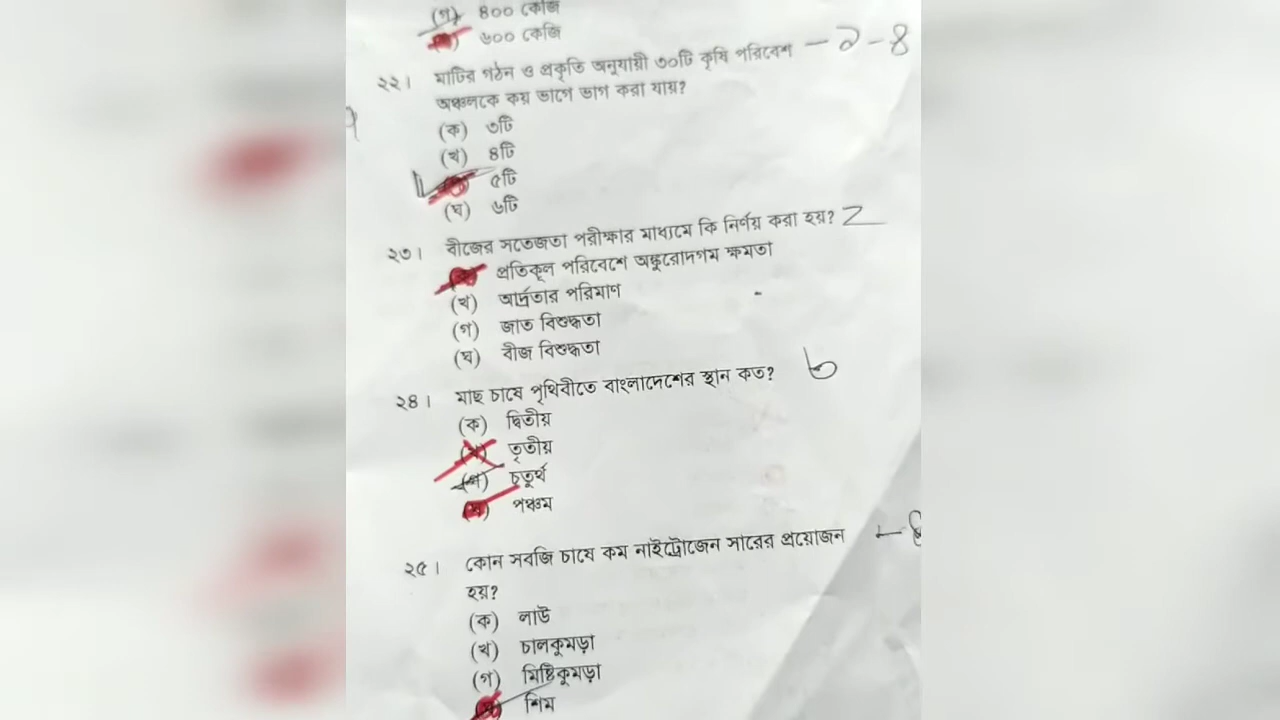 (গ) ৪০০ কেজি
৬০০ কেজি
২২। মাটির গঠন ও প্রকৃতি অনুযায়ী ৩০টি কৃষি পরিবেশ
অঞ্চলকে কয় ভাগে ভাগ করা যায়?
(ক) ৩টি
(খ) ৪টি
৫টি
(ঘ) ৬টি
২৩। বীজের সতেজতা পরীক্ষার মাধ্যমে কি নির্ণয় করা হয়?
প্রতিকূল পরিবেশে অঙ্কুরোদগম ক্ষমতা
(খ) আর্দ্রতার পরিমাণ
(গ) জাত বিশুদ্ধতা
(ঘ) বীজ বিশুদ্ধতা
২৪। মাছ চাষে পৃথিবীতে বাংলাদেশের স্থান কত?
(ক) দ্বিতীয়
তৃতীয়
(গ) চতুর্থ
পঞ্চম
২৫। কোন সবজি চাষে কম নাইট্রোজেন সারের প্রয়োজন
হয়?
(ক) লাউ
(খ) চালকুমড়া
(গ) মিষ্টিকুমড়া
শিম